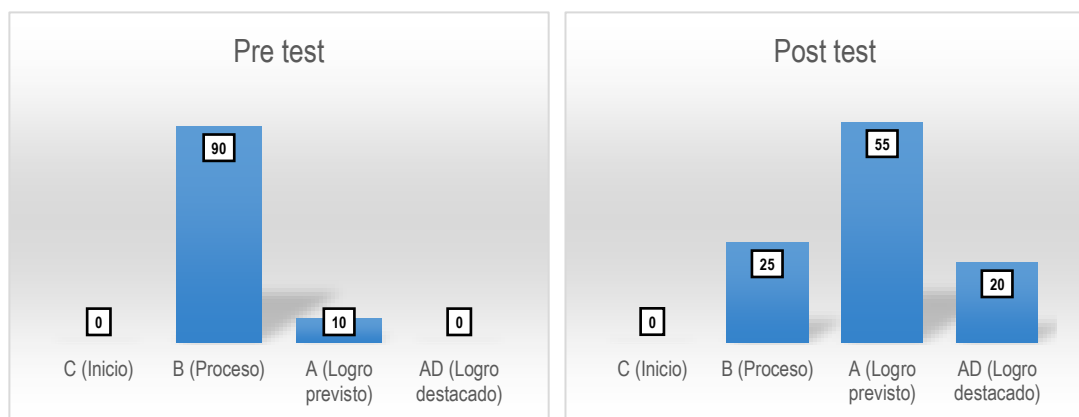 Pre test
90
10
0
0
C (Inicio)
B (Proceso)
A (Logro
previsto)
AD (Logro
destacado)
Post test
55
25
20
0
C (Inicio)
B (Proceso)
A (Logro
previsto)
AD (Logro
destacado)